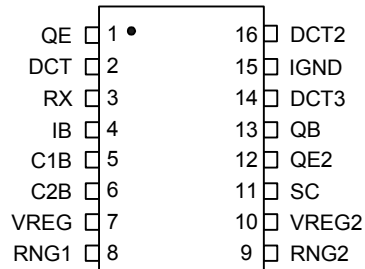 QE 1 16 DCT2
DCT 2 15 IGND
RX 3 14 DCT3
IB 4 13 QB
C1B 5 12 QE2
C2B 6 11 SC
VREG 7 10 VREG2
RNG1 8 9 RNG2